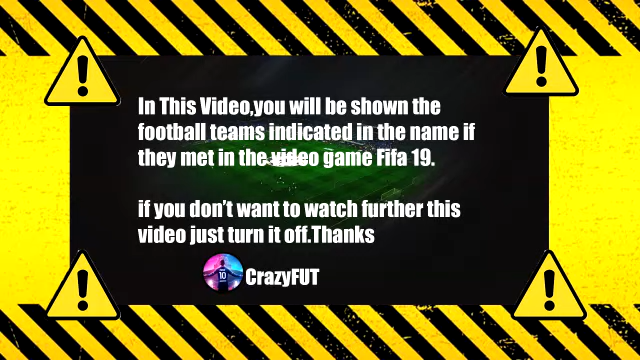 In This Video,you will be shown the
football teams indicated in the name if
they met in the video game Fifa 19.
if you don't want to watch further this
video just turn it off.Thanks
10
CrazyFUT